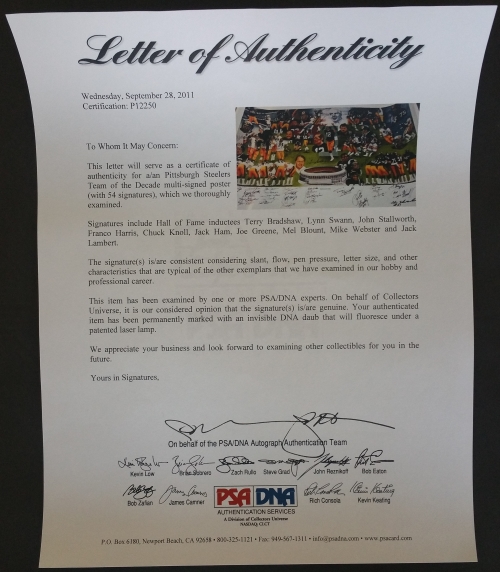 Letter of Authenticity
Wednesday, September 28, 2011
Certification: P12250
To Whom It May Concern:
This letter will serve as a certificate of
authenticity for a/an Pittsburgh Steelers
Team of the Decade multi-signed poster
(with 54 signatures), which we thoroughly
examined.
Signatures include Hall of Fame inductees Terry Bradshaw, Lynn Swann, John Stallworth,
Franco Harris, Chuck Knoll, Jack Ham, Joe Greene, Mel Blount, Mike Webster and Jack
Lambert.
The signature(s) is/are consistent considering slant, flow, pen pressure, letter size, and other
characteristics that are typical of the other exemplars that we have examined in our hobby and
professional career.
This item has been examined by one or more PSA/DNA experts. On behalf of Collectors
Universe, it is our considered opinion that the signature(s) is/are genuine. Your authenticated
item has been permanently marked with an invisible DNA daub that will fluoresce under a
patented laser lamp.
We appreciate your business and look forward to examining other collectibles for you in the
future.
Yours in Signatures,
On behalf of the PSA/DNA Autograph Authentication Team
Kevin Low Brian Sobrero Zach Rullo Steve Grad John Reznikoff Bob Eaton
Bob Zafian James Camner Rich Consola Kevin Keating
PSA DNA
AUTHENTICATION SERVICES
A Division of Collectors Universe
NASDAQ: CLCT
P.O. Box 6180, Newport Beach, CA 92658 • 800-325-1121 • Fax: 949-567-1311 • info@psadna.com • www.psacard.com